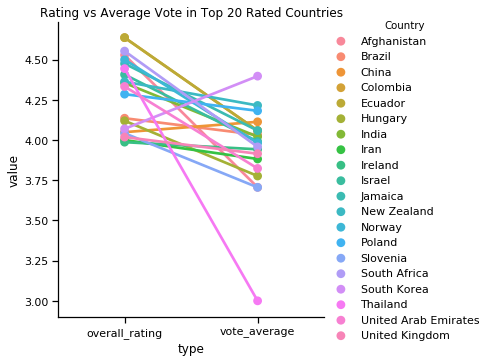 Rating vs Average Vote in Top 20 Rated Countries
value
4.50
4.25
4.00
3.75
3.50
3.25
3.00
overall_rating
vote_average
type
Country
Afghanistan
Brazil
China
Colombia
Ecuador
Hungary
India
Iran
Ireland
Israel
Jamaica
New Zealand
Norway
Poland
Slovenia
South Africa
South Korea
Thailand
United Arab Emirates
United Kingdom